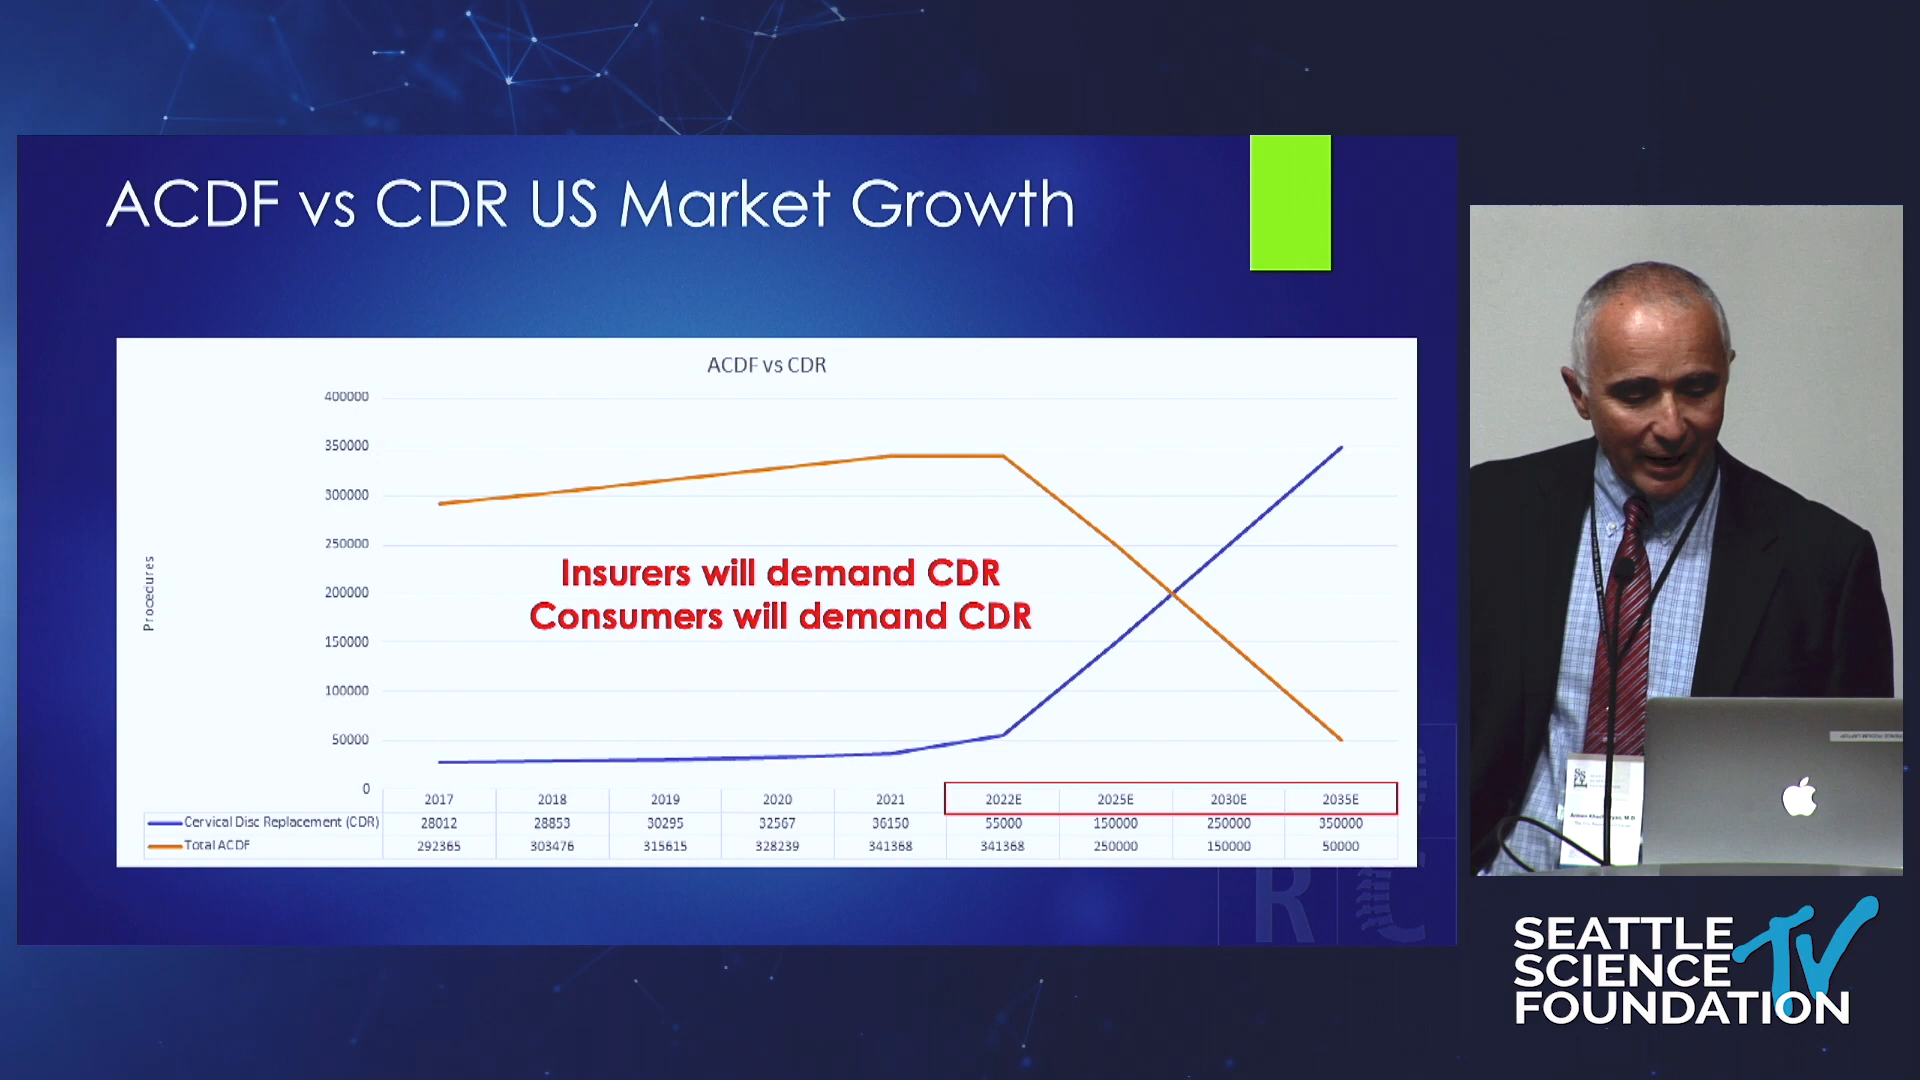 ACDF vs CDR US Market Growth
ACDF vs CDR
400000
350000
300000
250000
200000
150000
100000
50000
0
Procedures
Insurers will demand CDR
Consumers will demand CDR
2017 2018 2019 2020 2021 2022E 2025E 2030E 2035E
Cervical Disc Replacement (CDR) 28012 28853 30295 32567 36150 55000 150000 250000 350000
Total ACDF 292365 303476 315615 328239 341368 341368 250000 150000 50000
R C
SEATTLE
SCIENCE
FOUNDATION
TV